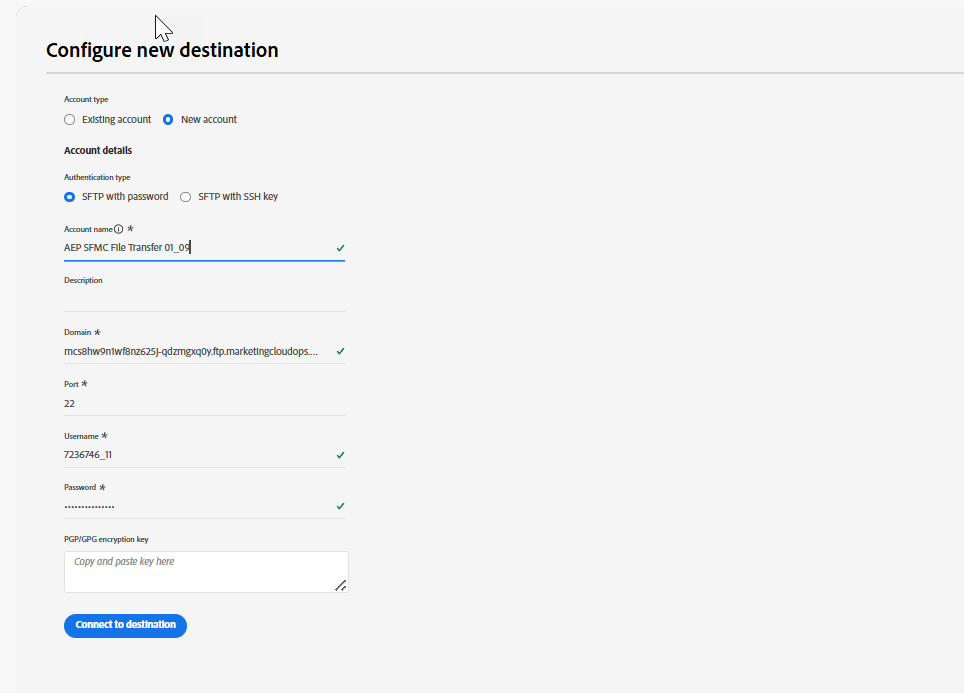 Configure new destination
Account type
Existing account New account
Account details
Authentication type
SFTP with password SFTP with SSH key
Account name *
AEP SFMC File Transfer 01_09
Description
Domain *
mcs8hw9n1wf8nz625j-qdzmgxq0y.ftp.marketingcloudops....
Port *
22
Username *
7236746_11
Password *
•••••••••••••••
PGP/GPG encryption key
Copy and paste key here
Connect to destination